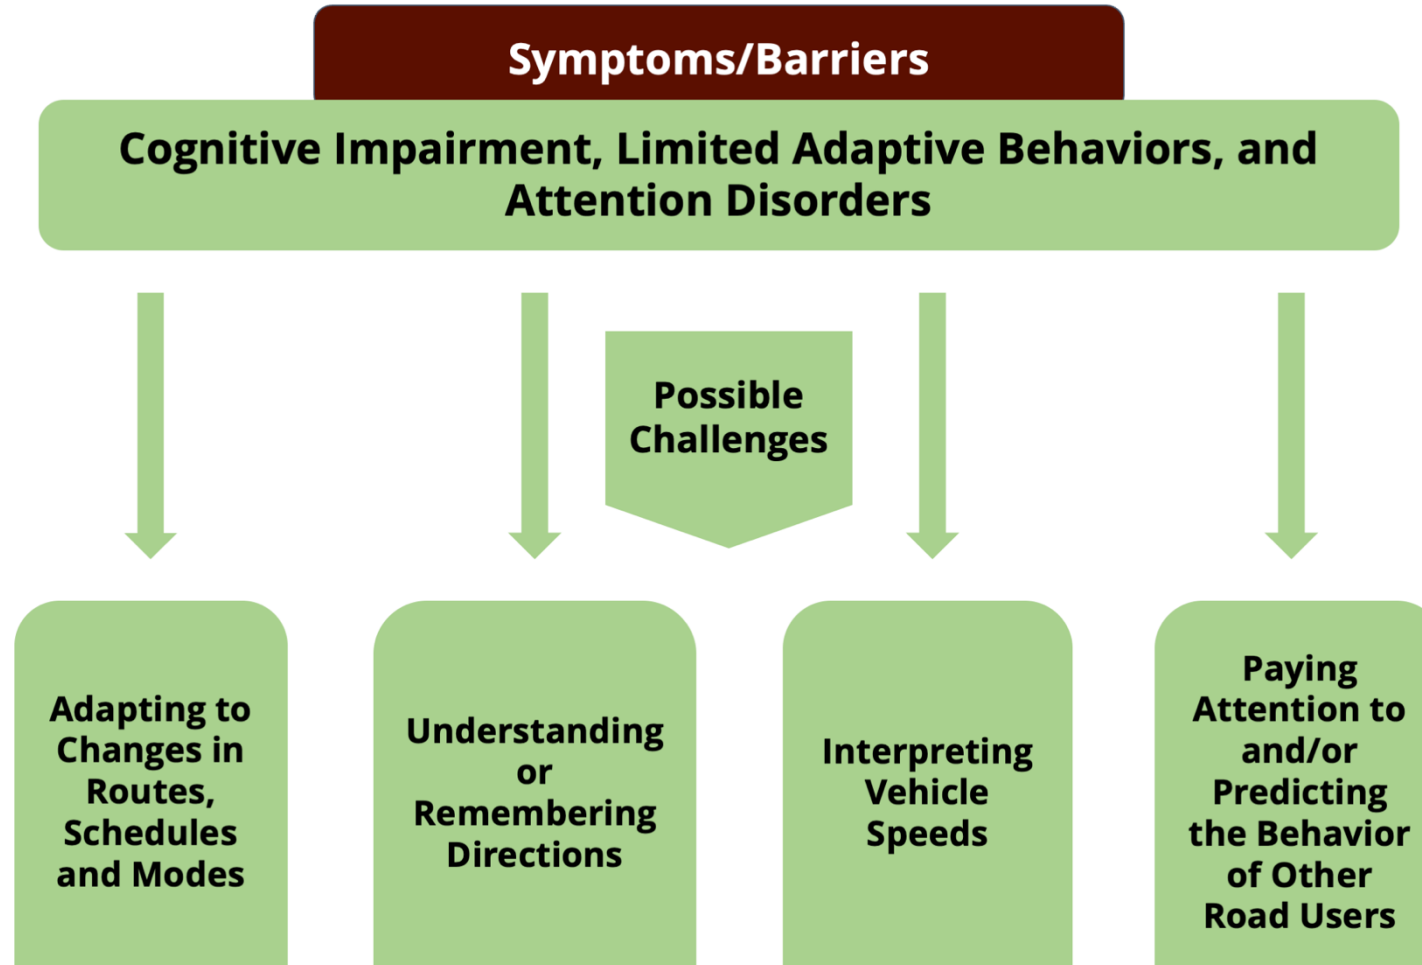 Symptoms/Barriers
Cognitive Impairment, Limited Adaptive Behaviors, and
Attention Disorders
Possible
Challenges
Adapting to
Changes in
Routes,
Schedules
and Modes
Understanding
or
Remembering
Directions
Interpreting
Vehicle
Speeds
Paying
Attention to
and/or
Predicting
the Behavior
of Other
Road Users